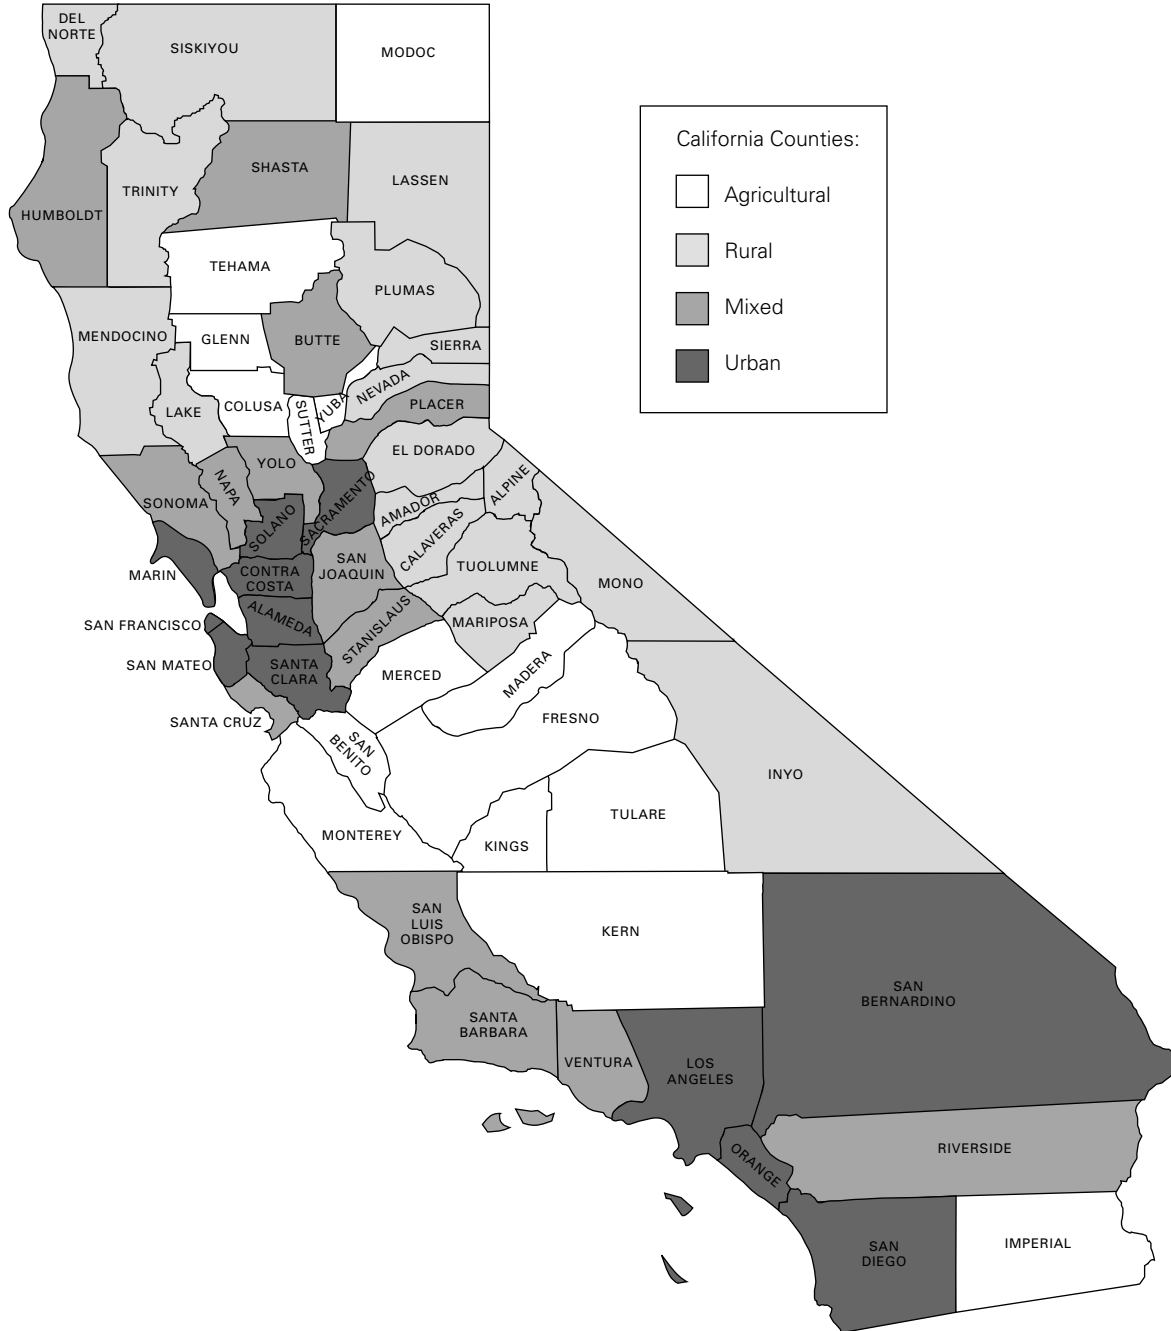 DEL
NORTE
SISKIYOU
MODOC
California Counties:
Agricultural
Rural
Mixed
Urban
HUMBOLDT
TRINITY
SHASTA
LASSEN
TEHAMA
PLUMAS
MENDOCINO
GLENN
BUTTE
SIERRA
LAKE
COLUSA
SUTTER
YUBA
NEVADA
PLACER
SONOMA
NAPA
YOLO
EL DORADO
ALPINE
SOLANO
SACRAMENTO
AMADOR
CALAVERAS
MARIN
CONTRA
COSTA
SAN
JOAQUIN
TUOLUMNE
MONO
SAN FRANCISCO
ALAMEDA
STANISLAUS
MARIPOSA
SAN MATEO
SANTA
CLARA
MERCED
MADERA
SANTA CRUZ
SAN
BENITO
FRESNO
INYO
MONTEREY
KINGS
TULARE
SAN
LUIS
OBISPO
KERN
SAN
BERNARDINO
SANTA
BARBARA
VENTURA
LOS
ANGELES
ORANGE
RIVERSIDE
SAN
DIEGO
IMPERIAL